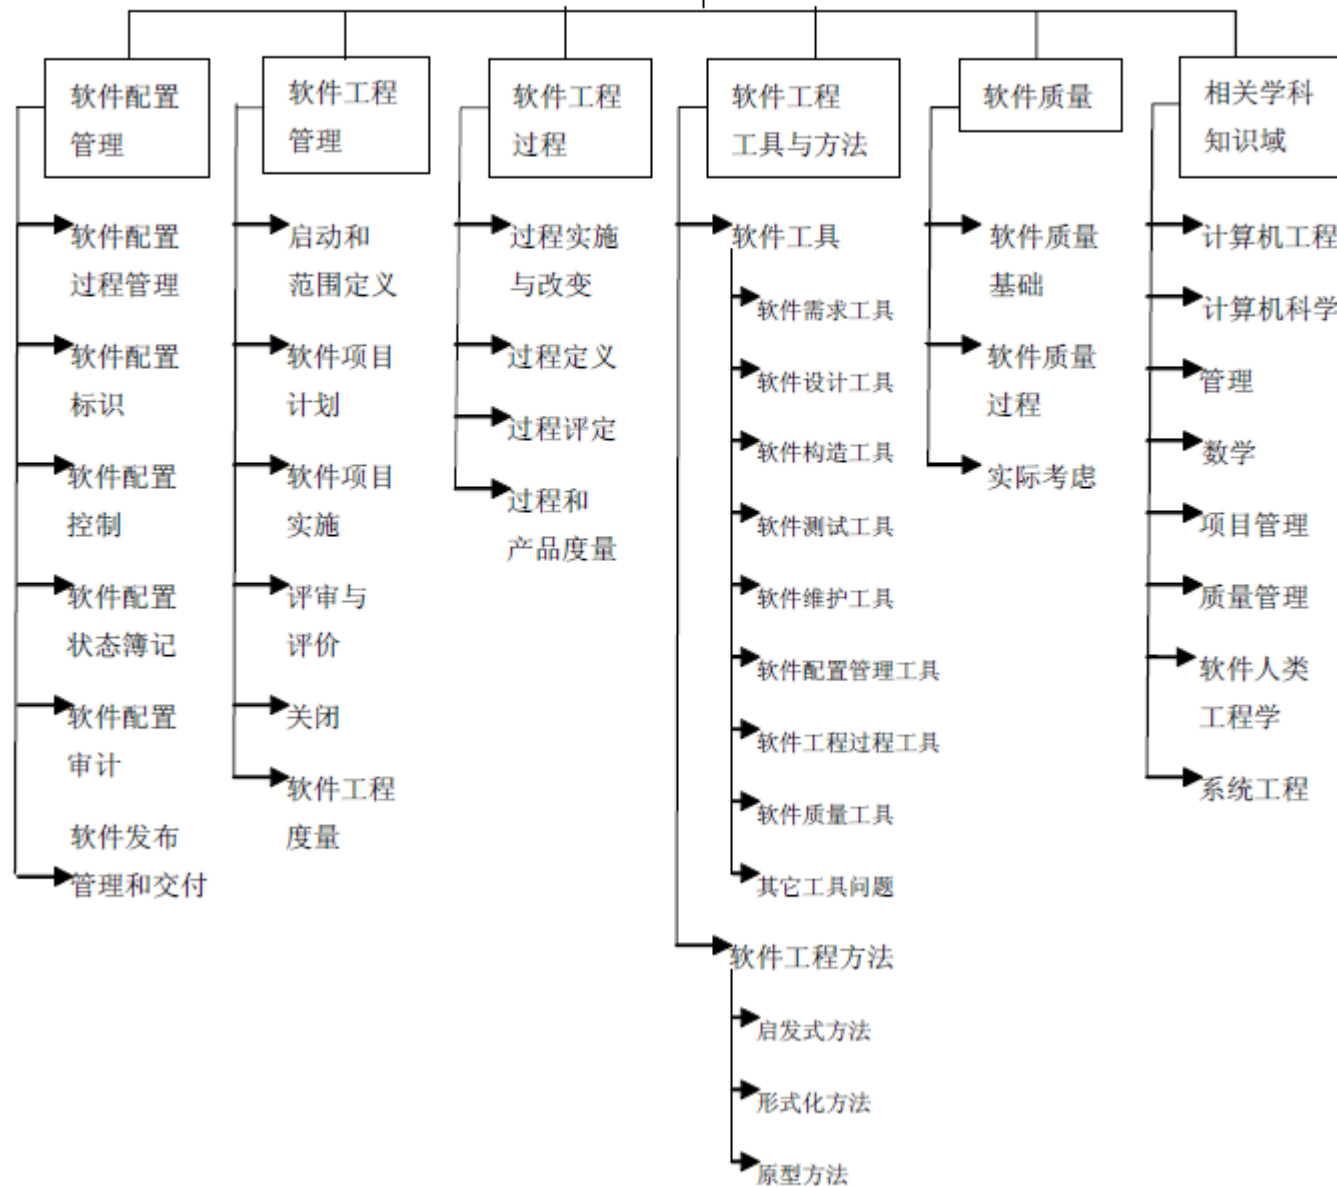 软件配置
管理
软件配置
过程管理
软件配置
标识
软件配置
控制
软件配置
状态簿记
软件配置
审计
软件发布
管理和交付
软件工程
管理
启动和
范围定义
软件项目
计划
软件项目
实施
评审与
评价
关闭
软件工程
度量
软件工程
过程
过程实施
与改变
过程定义
过程评定
过程和
产品度量
软件工程
工具与方法
软件工具
软件需求工具
软件设计工具
软件构造工具
软件测试工具
软件维护工具
软件配置管理工具
软件工程过程工具
软件质量工具
其它工具问题
软件工程方法
启发式方法
形式化方法
原型方法
软件质量
软件质量
基础
软件质量
过程
实际考虑
相关学科
知识域
计算机工程
计算机科学
管理
数学
项目管理
质量管理
软件人类
工程学
系统工程